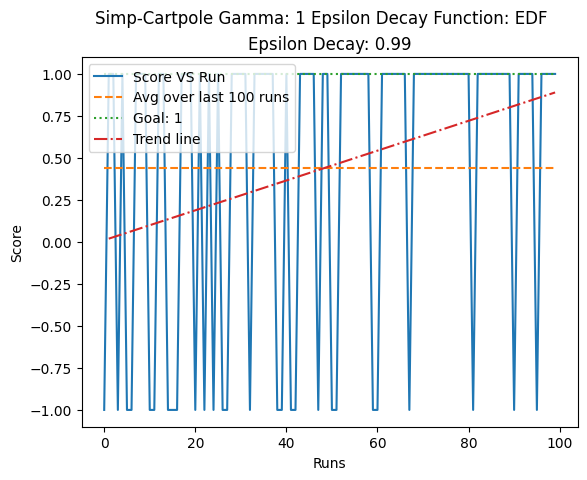 Simp-Cartpole Gamma: 1 Epsilon Decay Function: EDF
Epsilon Decay: 0.99
1.00
0.75
0.50
0.25
0.00
−0.25
−0.50
−0.75
−1.00
Score
Score VS Run
Avg over last 100 runs
Goal: 1
Trend line
0
20
40
60
80
100
Runs